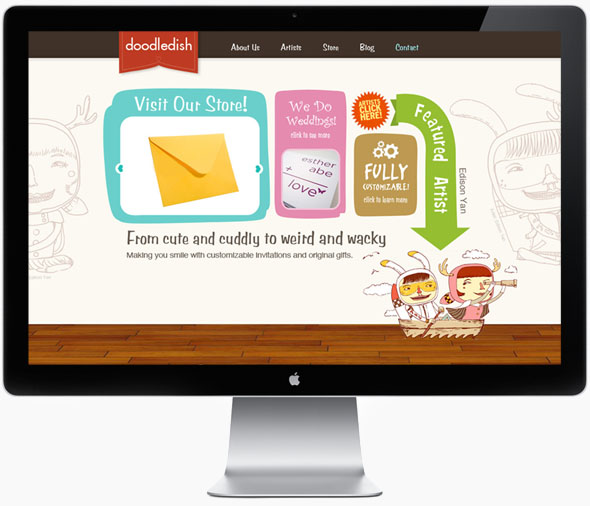 doodledish
About Us
Artists
Store
Blog
Contact
Visit Our Store!
We Do
Weddings!
click to see more
esther
+ abe
love
ARTISTS
CLICK
HERE!
FULLY
CUSTOMIZABLE!
click to learn more
Featured Artist
Edison Yan
From cute and cuddly to weird and wacky
Making you smile with customizable invitations and original gifts.